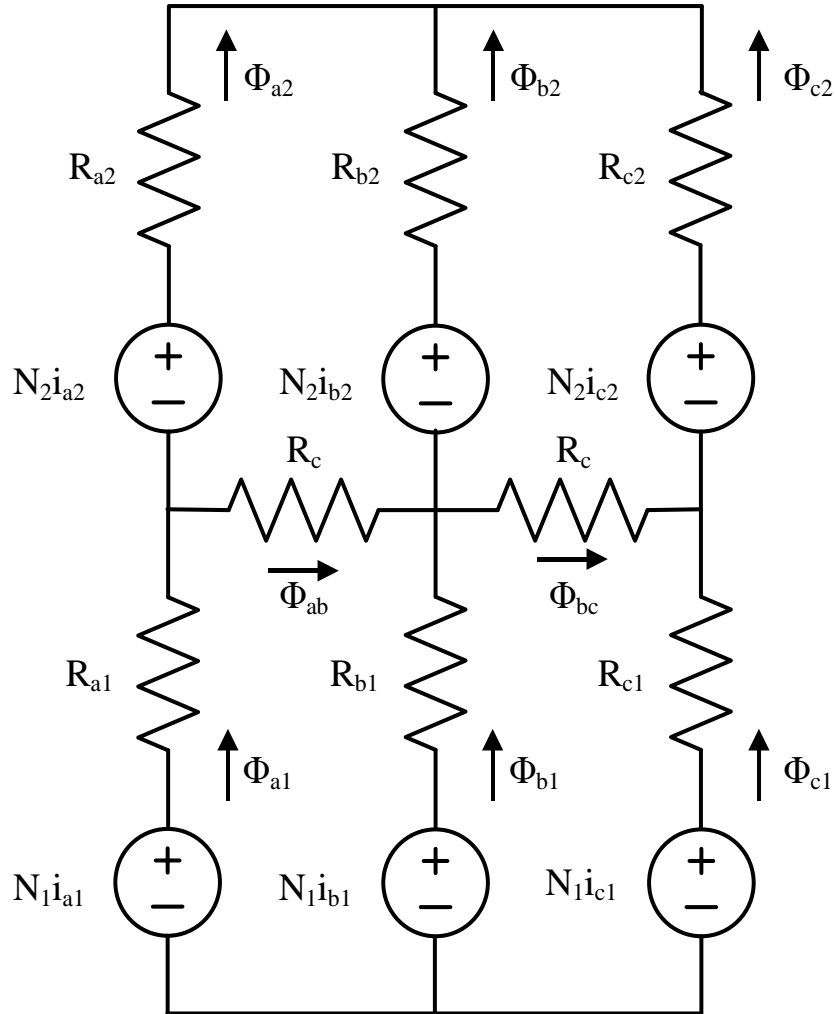 Φa2 Φb2 Φc2
Ra2 Rb2 Rc2
+ + +
N2ia2 N2ib2 N2ic2
− − −
Rc Rc
Φab Φbc
Ra1 Rb1 Rc1
Φa1 Φb1 Φc1
+ + +
N1ia1 N1ib1 N1ic1
− − −